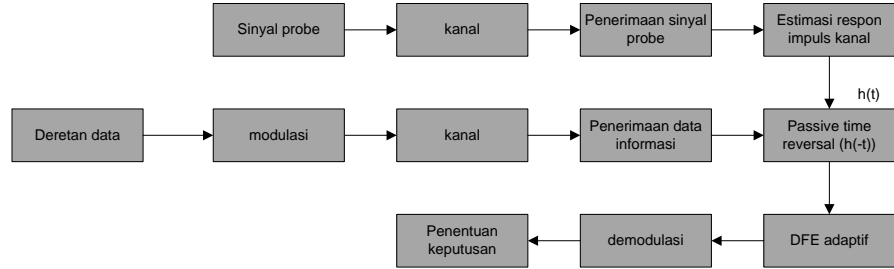 Sinyal probe
kanal
Penerimaan sinyal
probe
Estimasi respon
impuls kanal
h(t)
Deretan data
modulasi
kanal
Penerimaan data
informasi
Passive time
reversal (h(-t))
Penentuan
keputusan
demodulasi
DFE adaptif